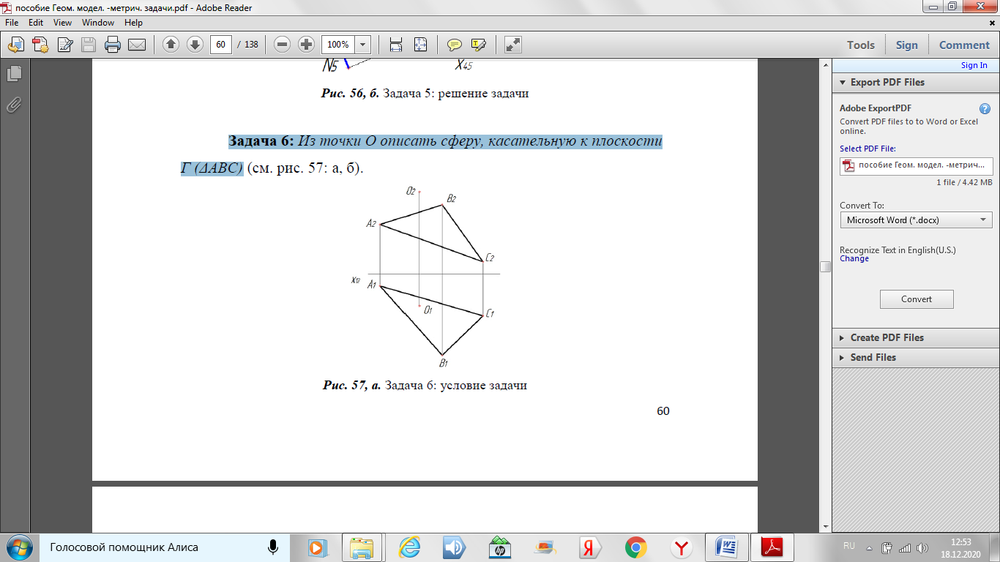 пособие Геом. модел. -метрич. задачи.pdf - Adobe Reader
File Edit View Window Help
60 / 138 100% Tools Sign Comment
Sign In
N5 X45
Рис. 56, б. Задача 5: решение задачи
Задача 6: Из точки О описать сферу, касательную к плоскости
Г (ΔABC) (см. рис. 57: а, б).
O2
B2
A2
C2
X12
A1
O1
C1
B1
Рис. 57, а. Задача 6: условие задачи
60
Export PDF Files
Adobe ExportPDF
Convert PDF files to to Word or Excel
online.
Select PDF File:
пособие Геом. модел. -метрич...
1 file / 4.42 MB
Convert To:
Microsoft Word (*.docx)
Recognize Text in English(U.S.)
Change
Convert
Create PDF Files
Send Files
Голосовой помощник Алиса
hp
Я
Y
W
RU
12:53
18.12.2020